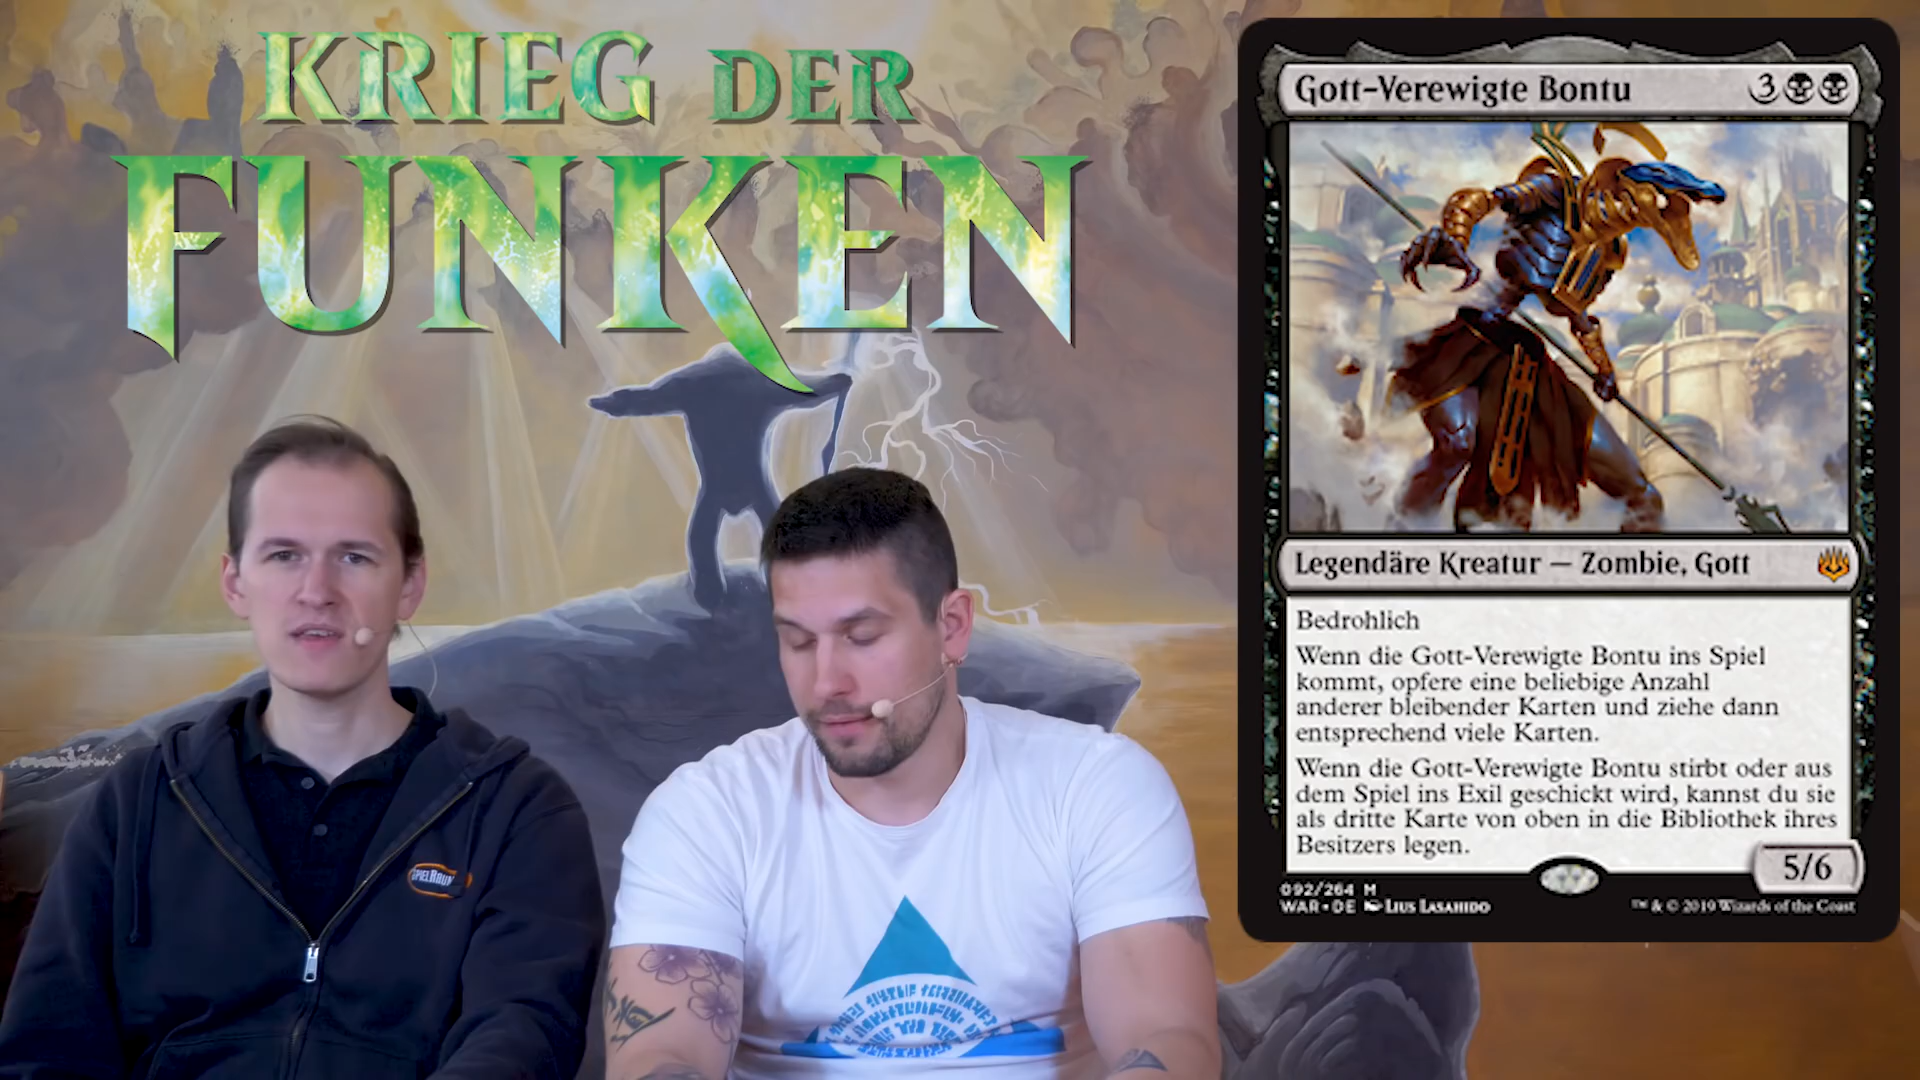 KRIEG DER
FUNKEN
Gott-Verewigte Bontu
3
Legendäre Kreatur — Zombie, Gott
Bedrohlich
Wenn die Gott-Verewigte Bontu ins Spiel
kommt, opfere eine beliebige Anzahl
anderer bleibender Karten und ziehe dann
entsprechend viele Karten.
Wenn die Gott-Verewigte Bontu stirbt oder aus
dem Spiel ins Exil geschickt wird, kannst du sie
als dritte Karte von oben in die Bibliothek ihres
Besitzers legen.
5/6
092/264 M
WAR • DE LIUS LASAHIDO
™ & © 2019 Wizards of the Coast
SPIELRAUM